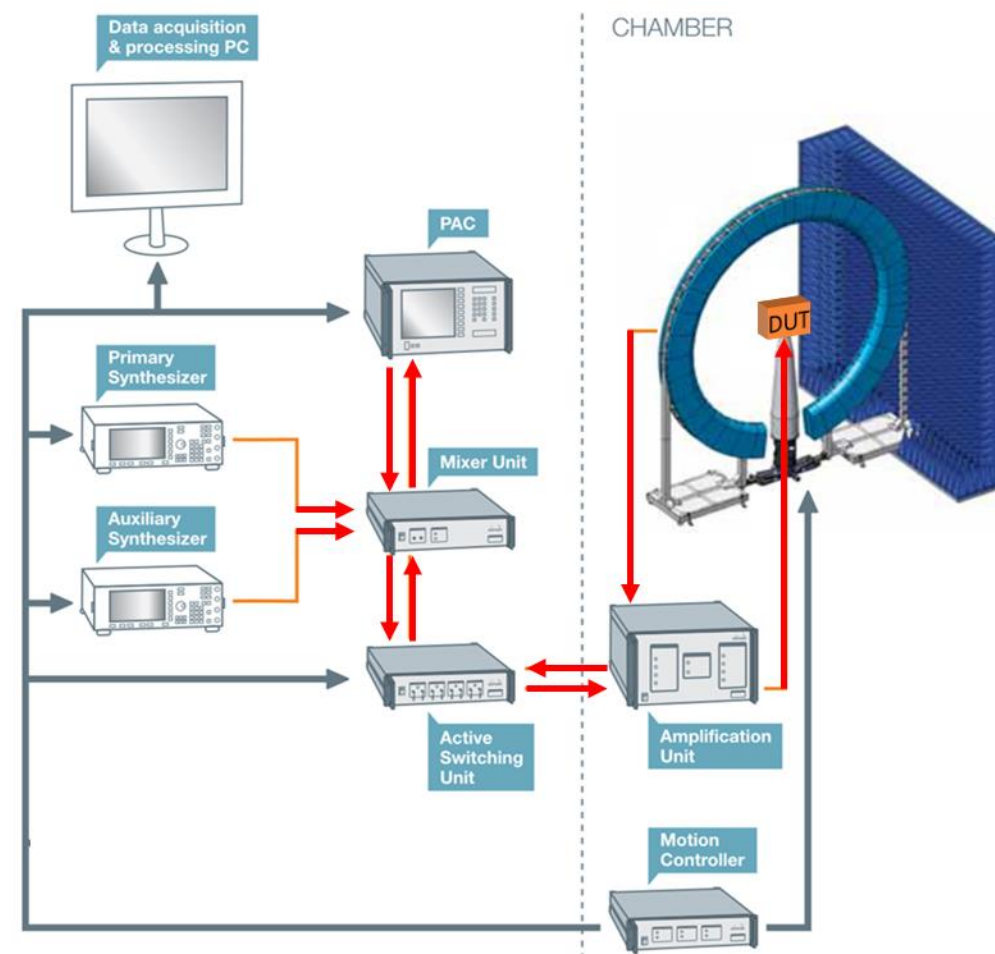 Data acquisition
& processing PC
CHAMBER
PAC
DUT
Primary
Synthesizer
Mixer Unit
Auxiliary
Synthesizer
Active
Switching
Unit
Amplification
Unit
Motion
Controller